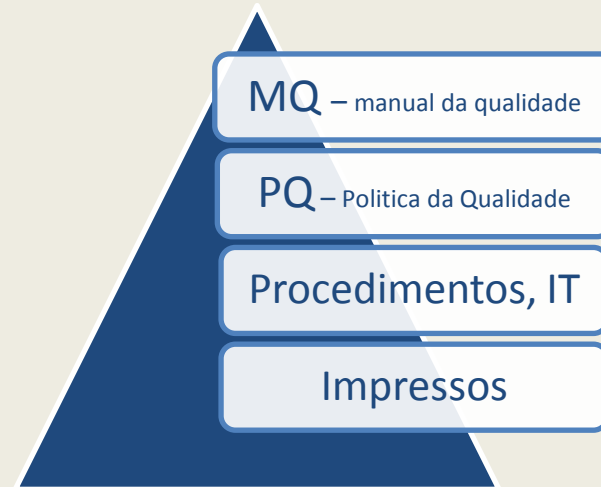 MQ – manual da qualidade
PQ – Politica da Qualidade
Procedimentos, IT
Impressos